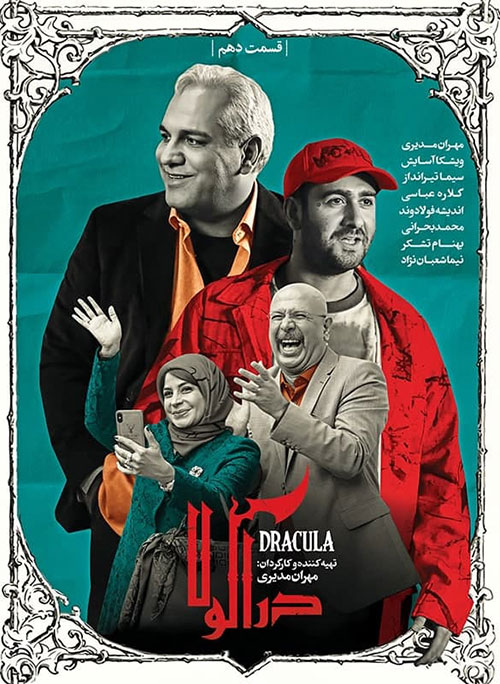 | قسمت دهم |
مهران مدیری
ویشکا آسایش
سیما تیرانداز
کلاره عباسی
اندیشه فولادوند
محمد بحرانی
بهنام تشکر
نیما شعبان نژاد
DRACULA
تهیه کننده و کارگردان:
مهران مدیری
دراکولا